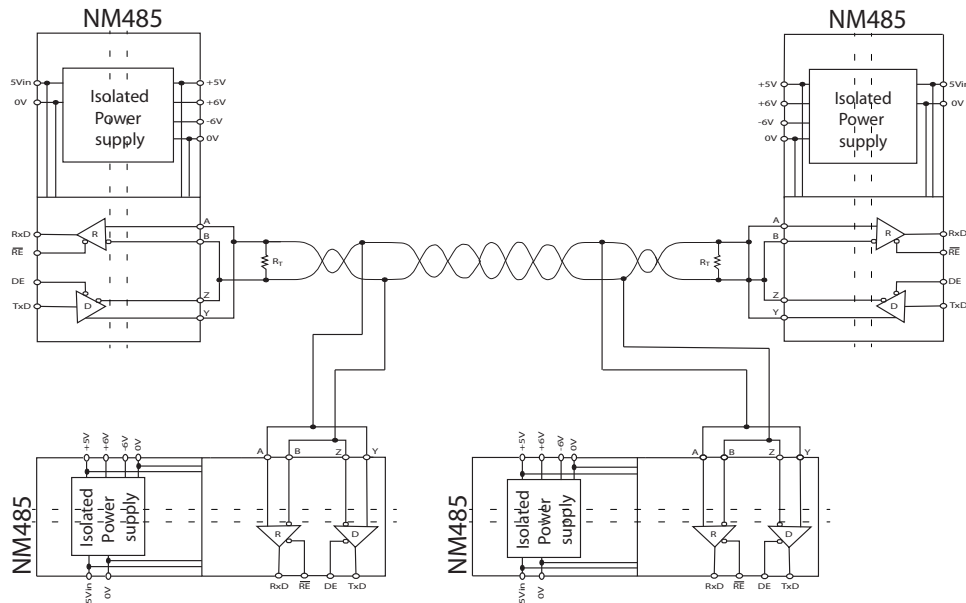 NM485
NM485
5Vin
0V
Isolated
Power
supply
+5V
+6V
-6V
0V
+5V
+6V
-6V
0V
Isolated
Power
supply
5Vin
0V
RxD
RE
DE
TxD
R
D
A
B
Z
Y
RT
RT
A
B
Z
Y
R
D
RxD
RE
DE
TxD
NM485
+5V
+6V
-6V
0V
Isolated
Power
supply
5Vin
0V
A
B
Z
Y
R
D
RxD
RE
DE
TxD
NM485
+5V
+6V
-6V
0V
Isolated
Power
supply
5Vin
0V
A
B
Z
Y
R
D
RxD
RE
DE
TxD